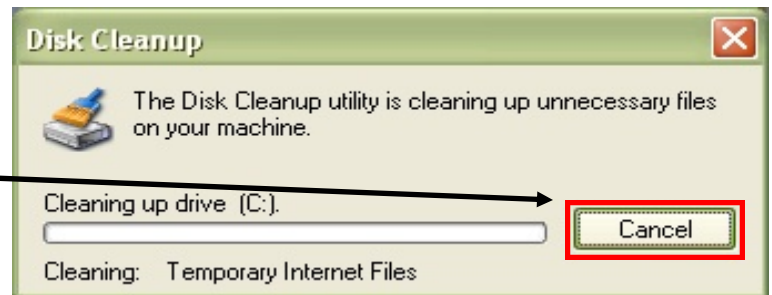 Disk Cleanup
The Disk Cleanup utility is cleaning up unnecessary files
on your machine.
Cleaning up drive  (C:).
Cancel
Cleaning:   Temporary Internet Files